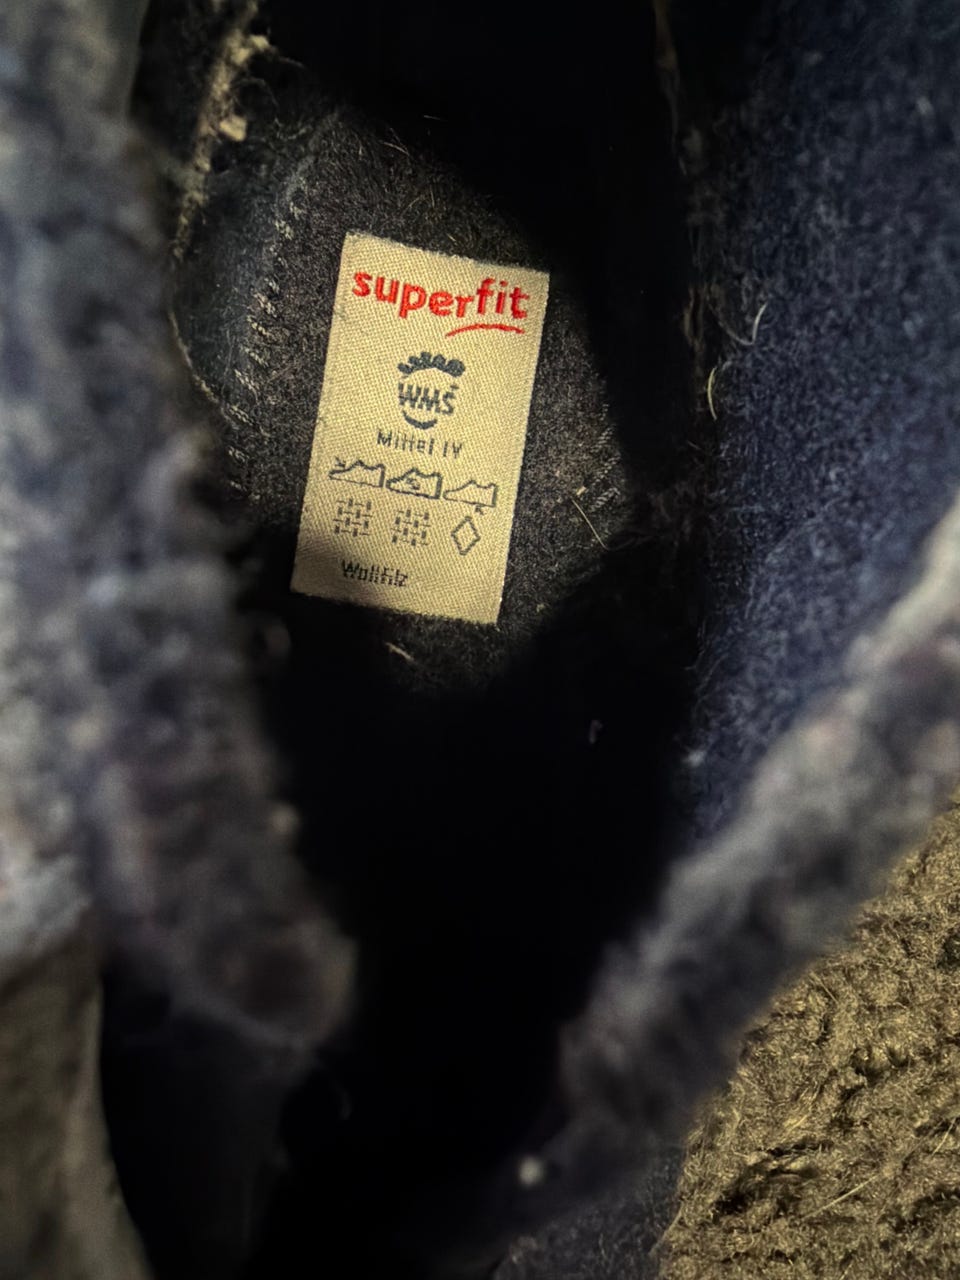 superfit
WMS
Mittel IV
Wollfilz